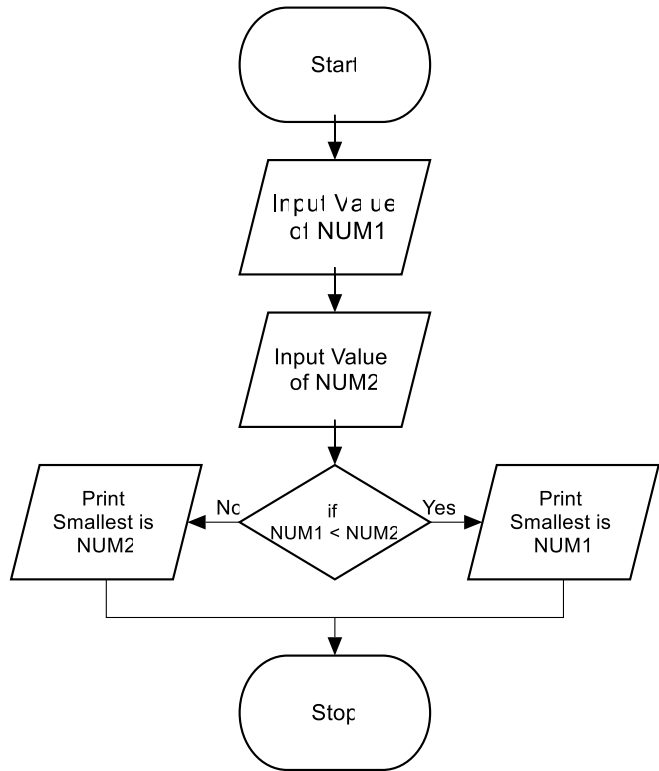 Start
Input Value
of NUM1
Input Value
of NUM2
No
if
NUM1 < NUM2
Yes
Print
Smallest is
NUM2
Print
Smallest is
NUM1
Stop